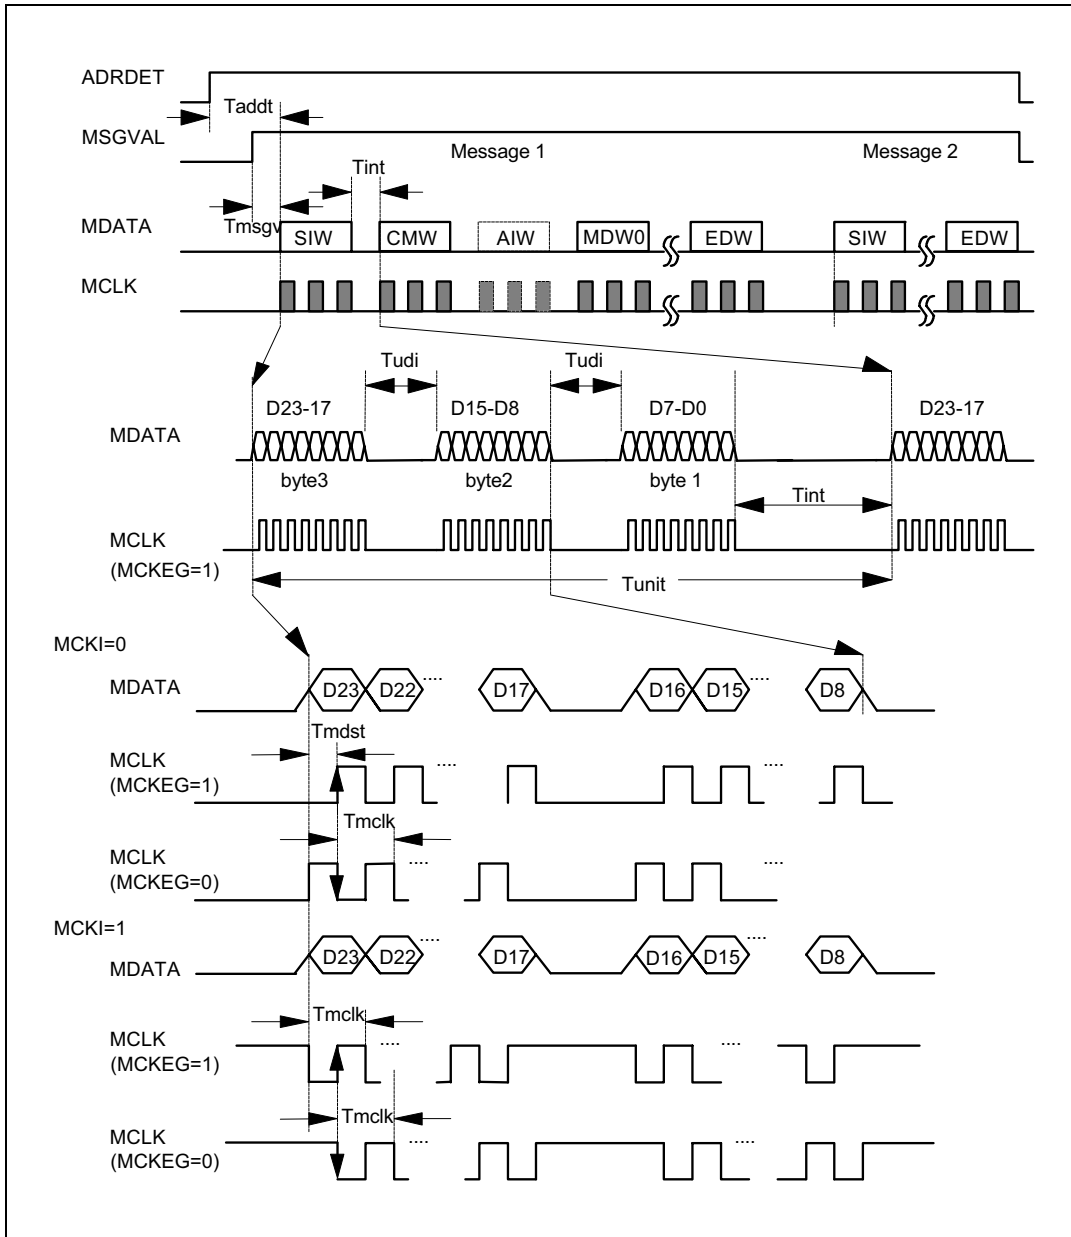 ADRDET
Taddt
MSGVAL
Message 1 Message 2
Tint
MDATA Tmsgv SIW CMW AIW MDW0 EDW SIW EDW
MCLK
Tudi Tudi
D23-17 D15-D8 D7-D0 D23-17
MDATA
byte3 byte2 byte 1
Tint
MCLK
(MCKEG=1)
Tunit
MCKI=0
MDATA D23 D22 .... D17 D16 D15 .... D8
Tmdst
MCLK .... ....
(MCKEG=1)
Tmclk
MCLK .... ....
(MCKEG=0)
MCKI=1
MDATA D23 D22 .... D17 D16 D15 .... D8
Tmclk
MCLK .... ....
(MCKEG=1)
Tmclk
MCLK .... ....
(MCKEG=0)